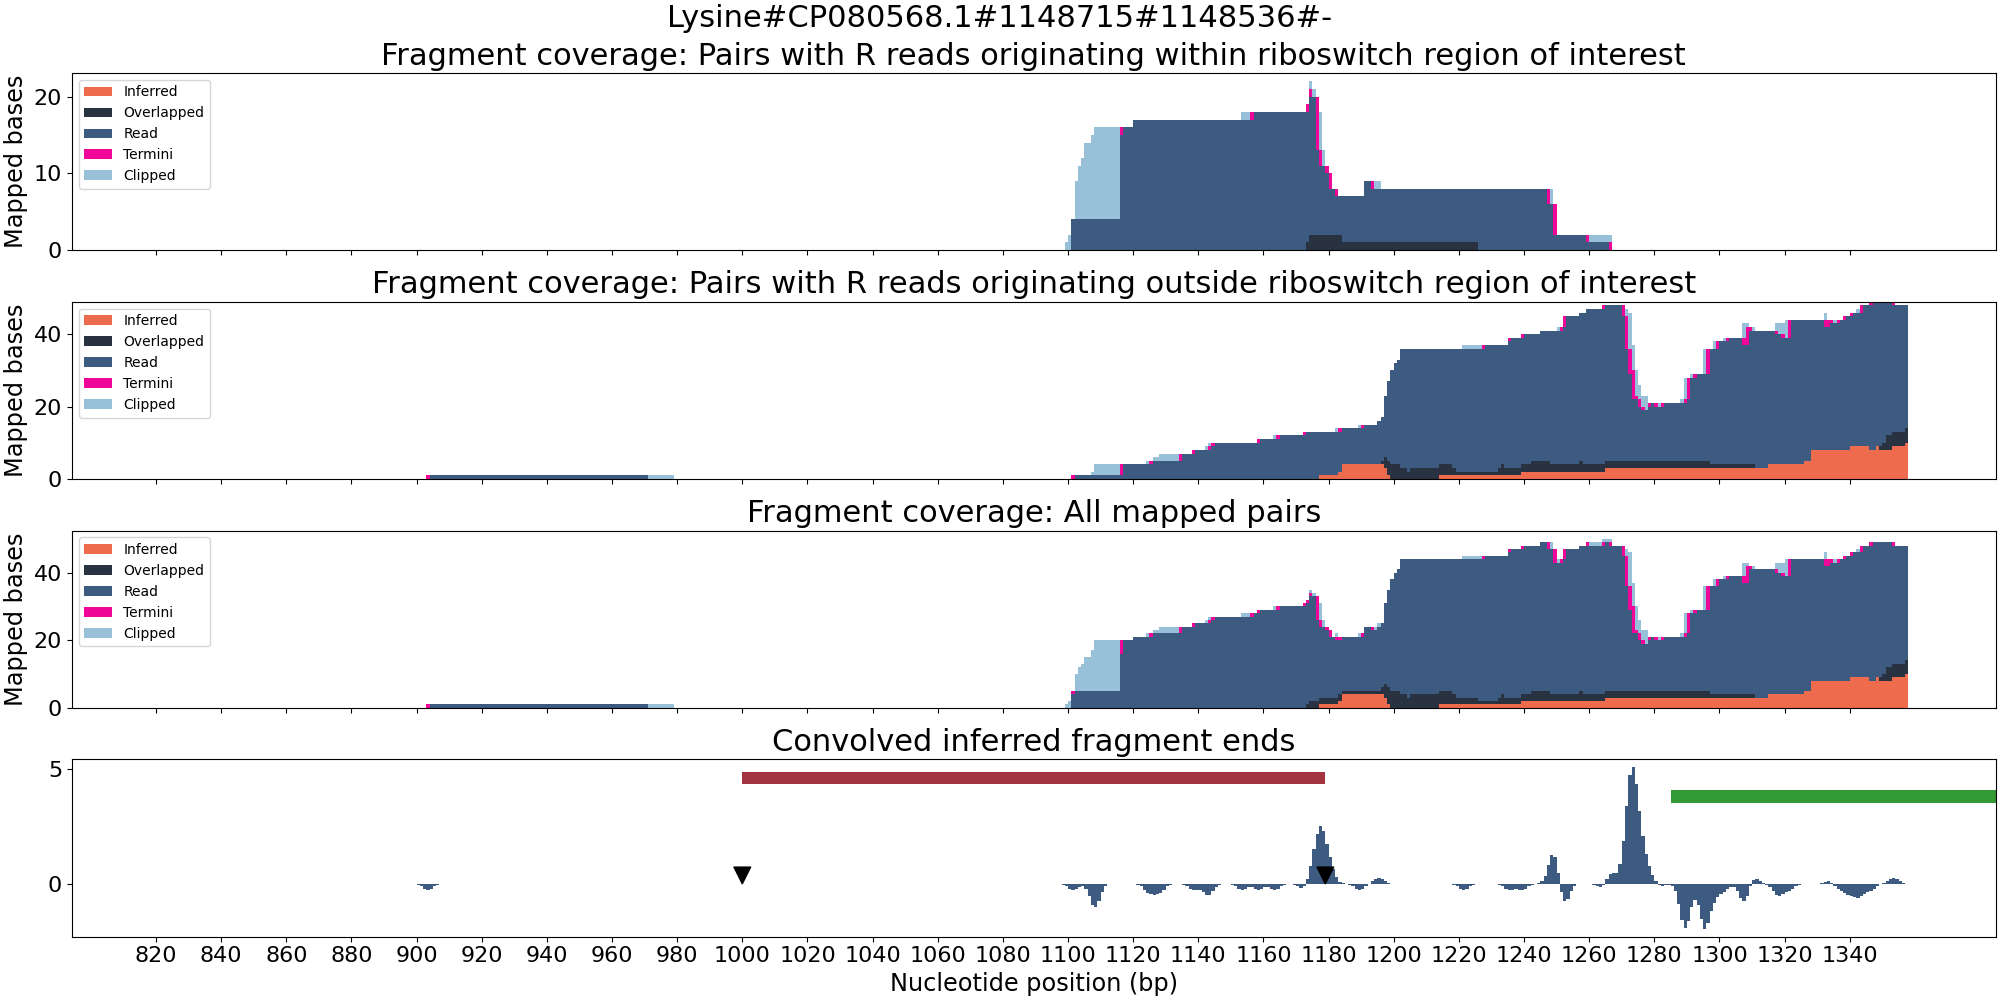 Lysine#CP080568.1#1148715#1148536#-
Fragment coverage: Pairs with R reads originating within riboswitch region of interest
Mapped bases
20
10
0
Inferred
Overlapped
Read
Termini
Clipped
Fragment coverage: Pairs with R reads originating outside riboswitch region of interest
Mapped bases
40
20
0
Inferred
Overlapped
Read
Termini
Clipped
Fragment coverage: All mapped pairs
Mapped bases
40
20
0
Inferred
Overlapped
Read
Termini
Clipped
Convolved inferred fragment ends
5
0
820 840 860 880 900 920 940 960 980 1000 1020 1040 1060 1080 1100 1120 1140 1160 1180 1200 1220 1240 1260 1280 1300 1320 1340
Nucleotide position (bp)